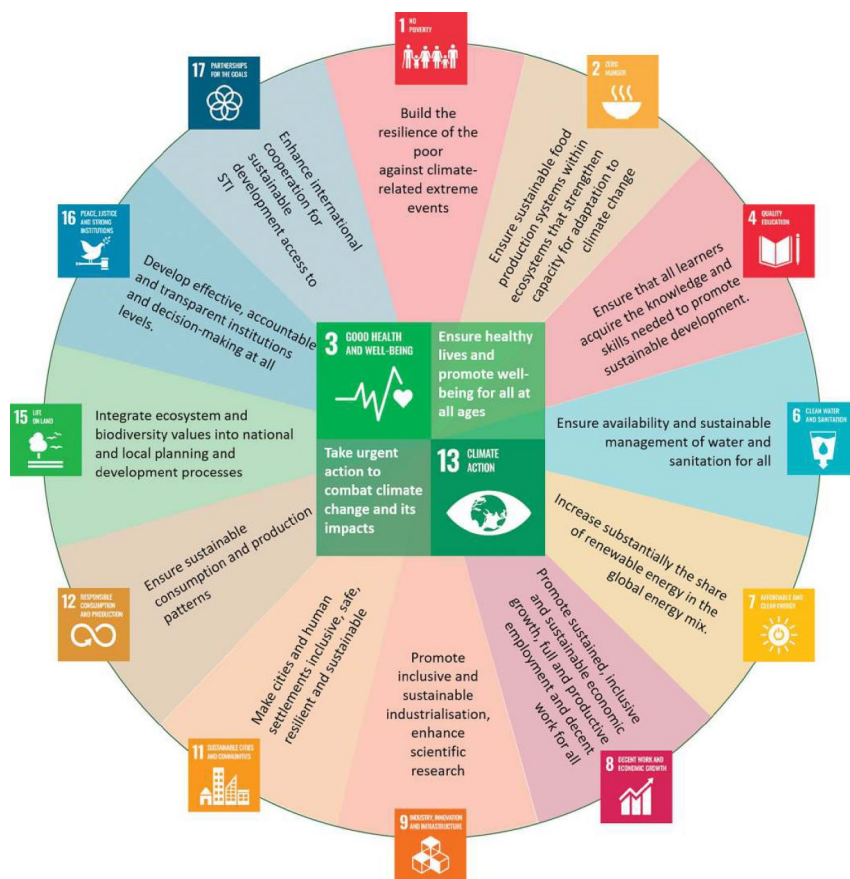 1 NO
POVERTY
Build the
resilience of the
poor
against climate-
related extreme
events
2 ZERO
HUNGER
Ensure sustainable food
production systems within
ecosystems that strengthen
capacity for adaptation to
climate change
4 QUALITY
EDUCATION
Ensure that all learners
acquire the knowledge and
skills needed to promote
sustainable development.
6 CLEAN WATER
AND SANITATION
Ensure availability and sustainable
management of water and
sanitation for all
7 AFFORDABLE AND
CLEAN ENERGY
Increase substantially the share
of renewable energy in the
global energy mix.
8 DECENT WORK AND
ECONOMIC GROWTH
Promote sustained, inclusive
and sustainable economic
growth, full and productive
employment and decent
work for all
9 INDUSTRY, INNOVATION
AND INFRASTRUCTURE
Promote
inclusive and
sustainable
industrialisation,
enhance
scientific
research
11 SUSTAINABLE CITIES
AND COMMUNITIES
Make cities and human
settlements inclusive, safe,
resilient and sustainable
12 RESPONSIBLE
CONSUMPTION
AND PRODUCTION
Ensure sustainable
consumption and production
patterns
15 LIFE
ON LAND
Integrate ecosystem and
biodiversity values into national
and local planning and
development processes
16 PEACE, JUSTICE
AND STRONG
INSTITUTIONS
Develop effective, accountable
and transparent institutions
and decision-making at all
levels.
17 PARTNERSHIPS
FOR THE GOALS
Enhance international
cooperation for
sustainable
development access to
STI
3 GOOD HEALTH
AND WELL-BEING
Ensure healthy
lives and
promote well-
being for all at
all ages
Take urgent
action to
combat climate
change and its
impacts
13 CLIMATE
ACTION